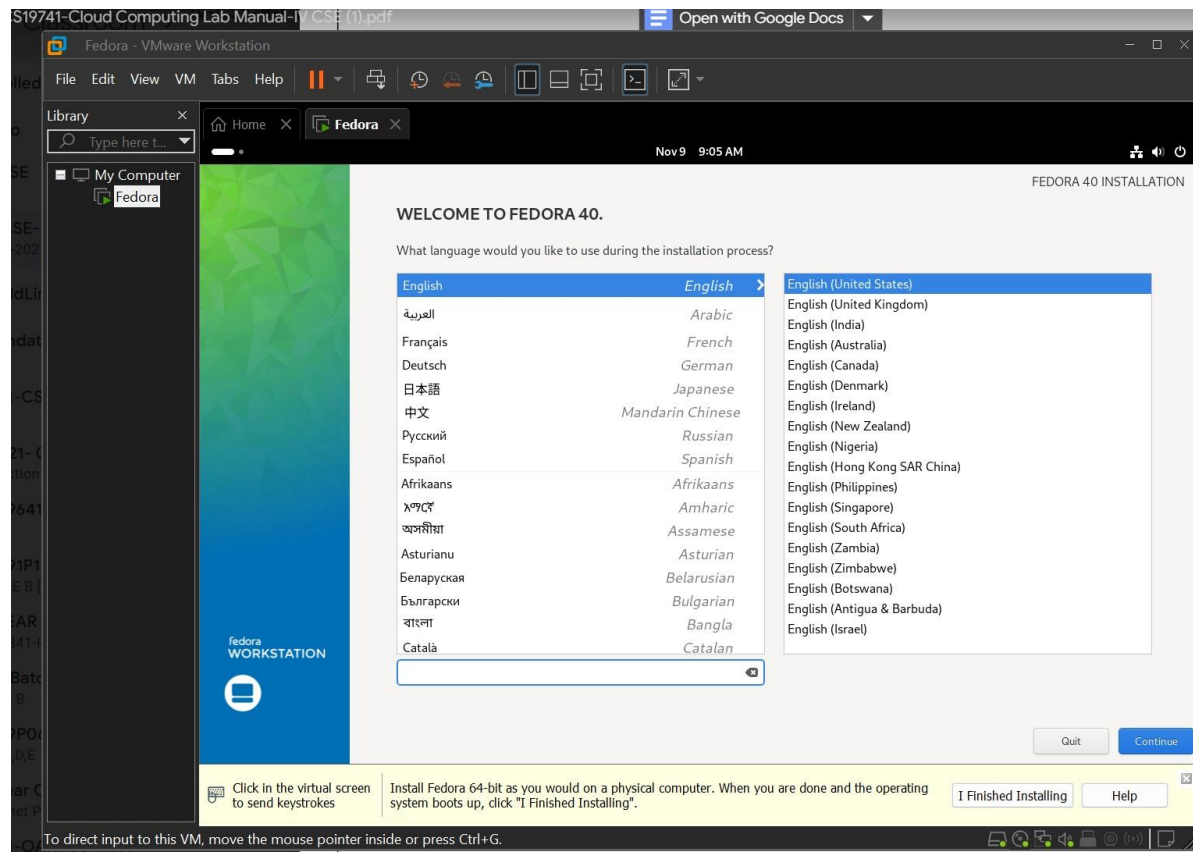 CS19741-Cloud Computing Lab Manual-IV CSE (1).pdf
Open with Google Docs
Fedora - VMware Workstation
File Edit View VM Tabs Help
Library
Type here t...
My Computer
Fedora
Home
Fedora
Nov 9 9:05 AM
FEDORA 40 INSTALLATION
WELCOME TO FEDORA 40.
What language would you like to use during the installation process?
English English
العربية Arabic
Français French
Deutsch German
日本語 Japanese
中文 Mandarin Chinese
Русский Russian
Español Spanish
Afrikaans Afrikaans
አማርኛ Amharic
অসমীয়া Assamese
Asturianu Asturian
Беларуская Belarusian
Български Bulgarian
বাংলা Bangla
Català Catalan
English (United States)
English (United Kingdom)
English (India)
English (Australia)
English (Canada)
English (Denmark)
English (Ireland)
English (New Zealand)
English (Nigeria)
English (Hong Kong SAR China)
English (Philippines)
English (Singapore)
English (South Africa)
English (Zambia)
English (Zimbabwe)
English (Botswana)
English (Antigua & Barbuda)
English (Israel)
fedora
WORKSTATION
Quit
Continue
Click in the virtual screen
to send keystrokes
Install Fedora 64-bit as you would on a physical computer. When you are done and the operating
system boots up, click "I Finished Installing".
I Finished Installing
Help
To direct input to this VM, move the mouse pointer inside or press Ctrl+G.